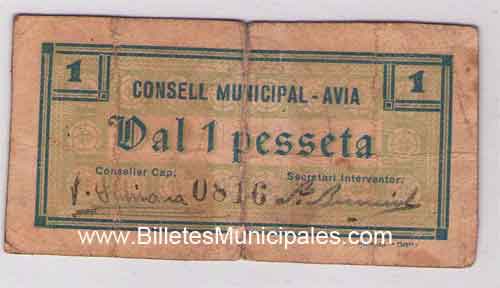 1 1
CONSELL MUNICIPAL - AVIA
Val 1 pesseta
Conseller Cap. Secretari Interventor.
0816
www.BilletesMunicipales.com